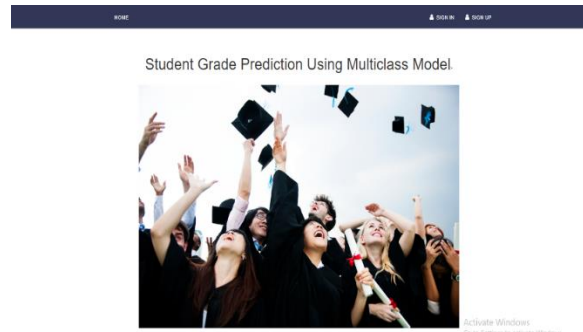 HOME
SIGN IN SIGN UP
Student Grade Prediction Using Multiclass Model.
Activate Windows